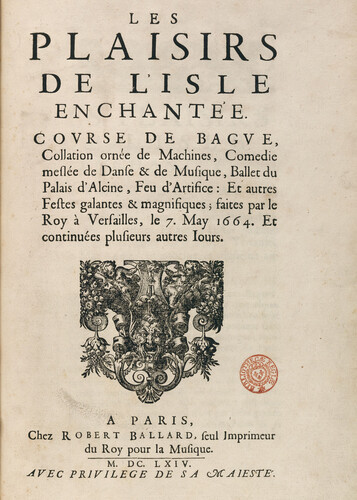 LES
PLAISIRS
DE L'ISLE
ENCHANTÉE.
COVRSE DE BAGVE,
Collation ornée de Machines, Comedie
meslée de Danse & de Musique, Ballet du
Palais d'Alcine, Feu d'Artifice: Et autres
Festes galantes & magnifiques; faites par le
Roy à Versailles, le 7. May 1664. Et
continuées plusieurs autres Iours.
A PARIS,
Chez ROBERT BALLARD, seul Imprimeur
du Roy pour la Musique.
M. DC. LXIV.
AVEC PRIVILEGE DE SA MAIESTÉ.